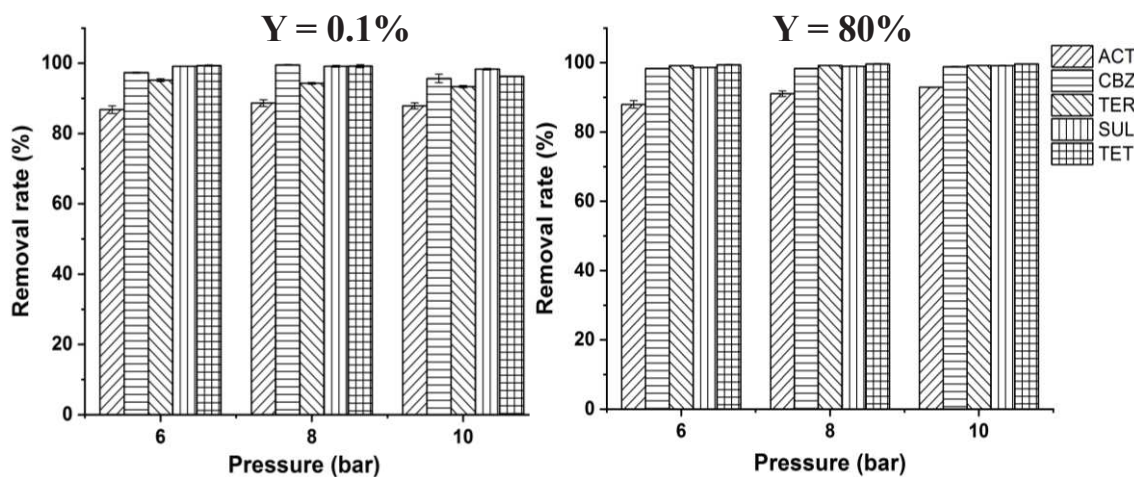 Y = 0.1%
100
80
60
40
20
0
Removal rate (%)
6
8
10
Pressure (bar)
Y = 80%
100
80
60
40
20
0
Removal rate (%)
6
8
10
Pressure (bar)
ACT
CBZ
TER
SUL
TET